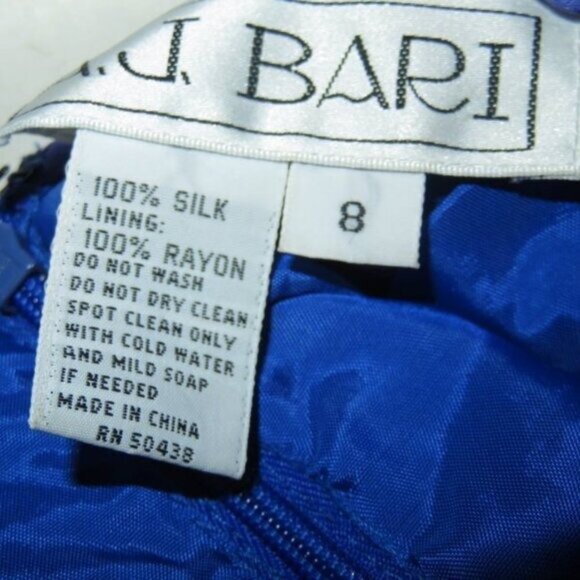 .J. BARI
100% SILK
LINING:
100% RAYON
DO NOT WASH
DO NOT DRY CLEAN
SPOT CLEAN ONLY
WITH COLD WATER
AND MILD SOAP
IF NEEDED
MADE IN CHINA
RN 50438
8